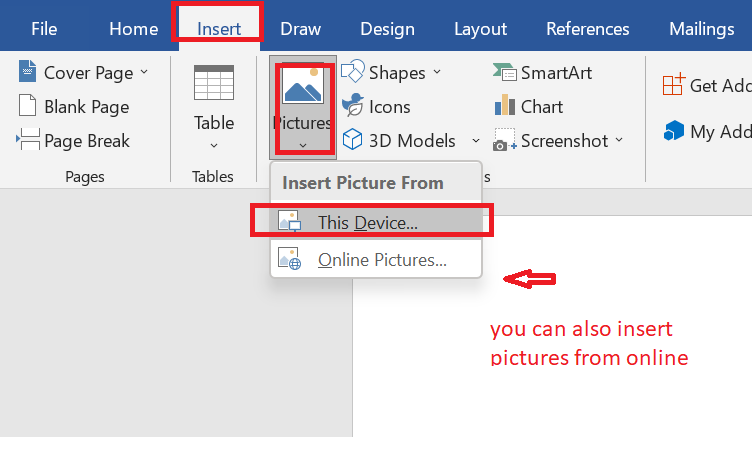 File Home Insert Draw Design Layout References Mailings
Cover Page
Blank Page
Page Break
Pages
Table
Tables
Pictures
Shapes
Icons
3D Models
SmartArt
Chart
Screenshot
Get Add
My Add
Insert Picture From
This Device...
Online Pictures...
you can also insert
pictures from online